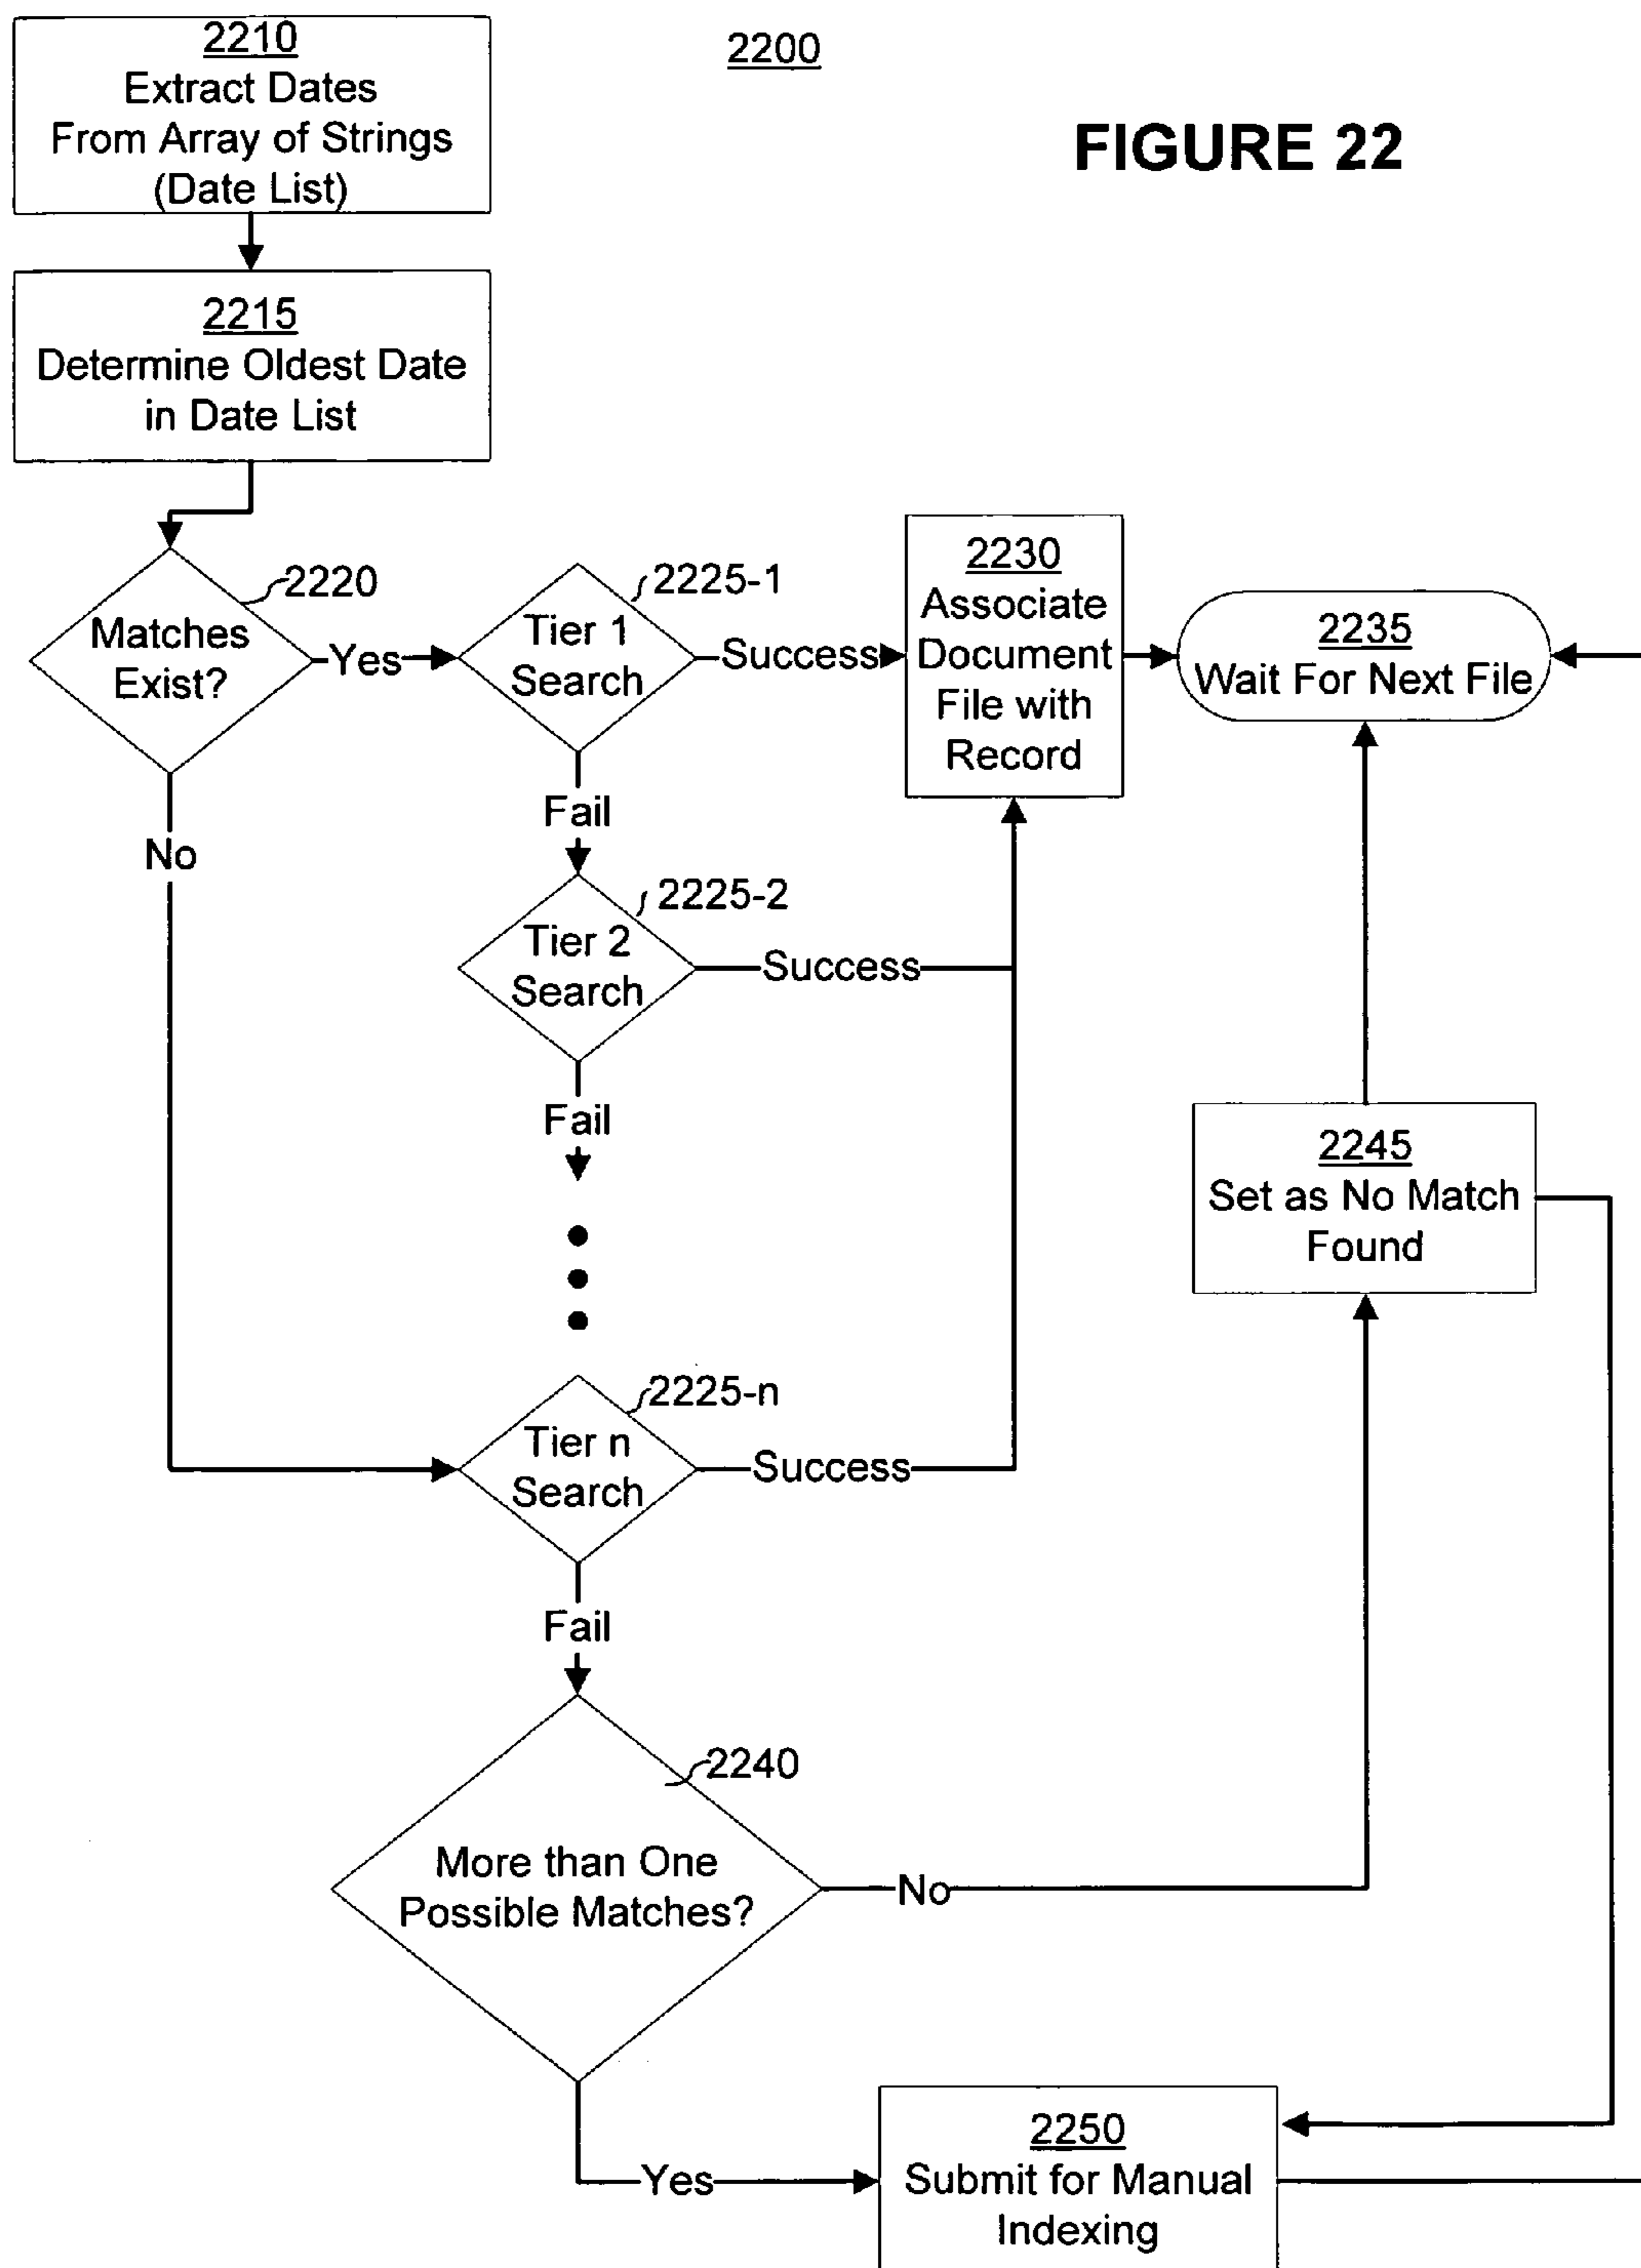 2210
Extract Dates
From Array of Strings
(Date List)
2200
FIGURE 22
2215
Determine Oldest Date
in Date List
2220
Matches
Exist?
Yes
No
2225-1
Tier 1
Search
Success
Fail
2230
Associate
Document
File with
Record
2235
Wait For Next File
2225-2
Tier 2
Search
Success
Fail
2245
Set as No Match
Found
2225-n
Tier n
Search
Success
Fail
2240
More than One
Possible Matches?
No
Yes
2250
Submit for Manual
Indexing